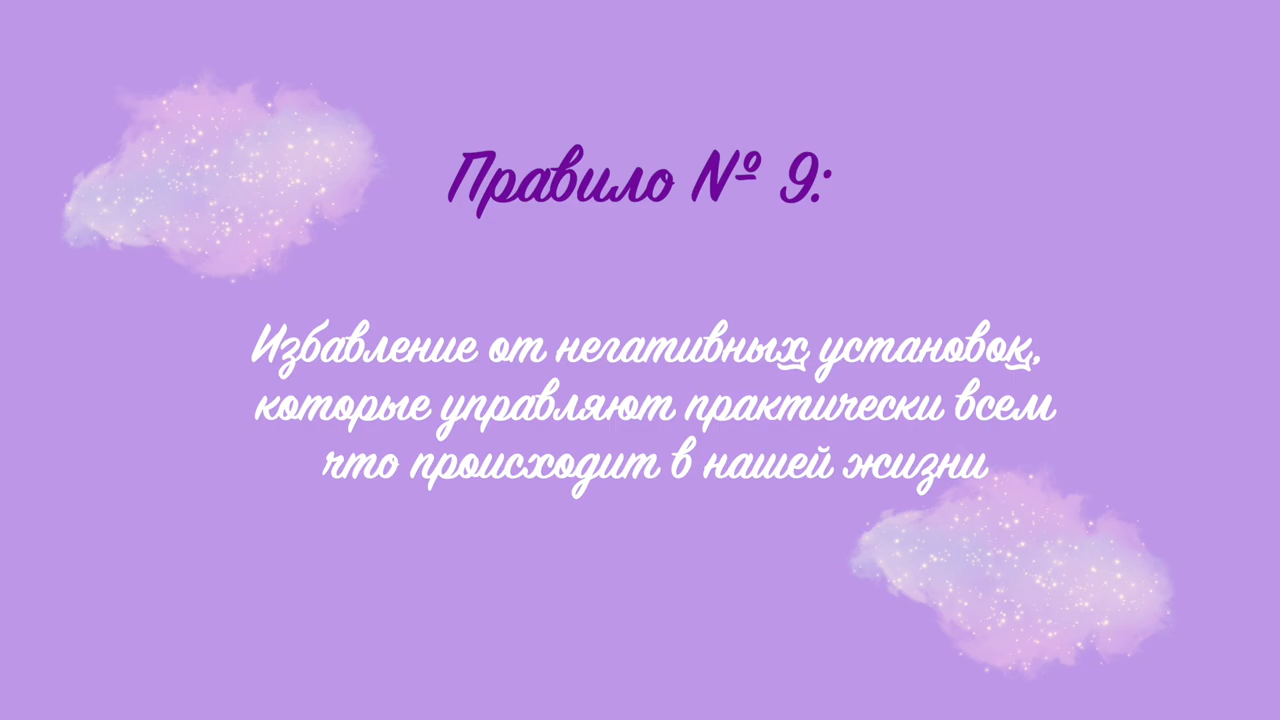 Правило № 9:
Избавление от негативных установок,
которые управляют практически всем
что происходит в нашей жизни